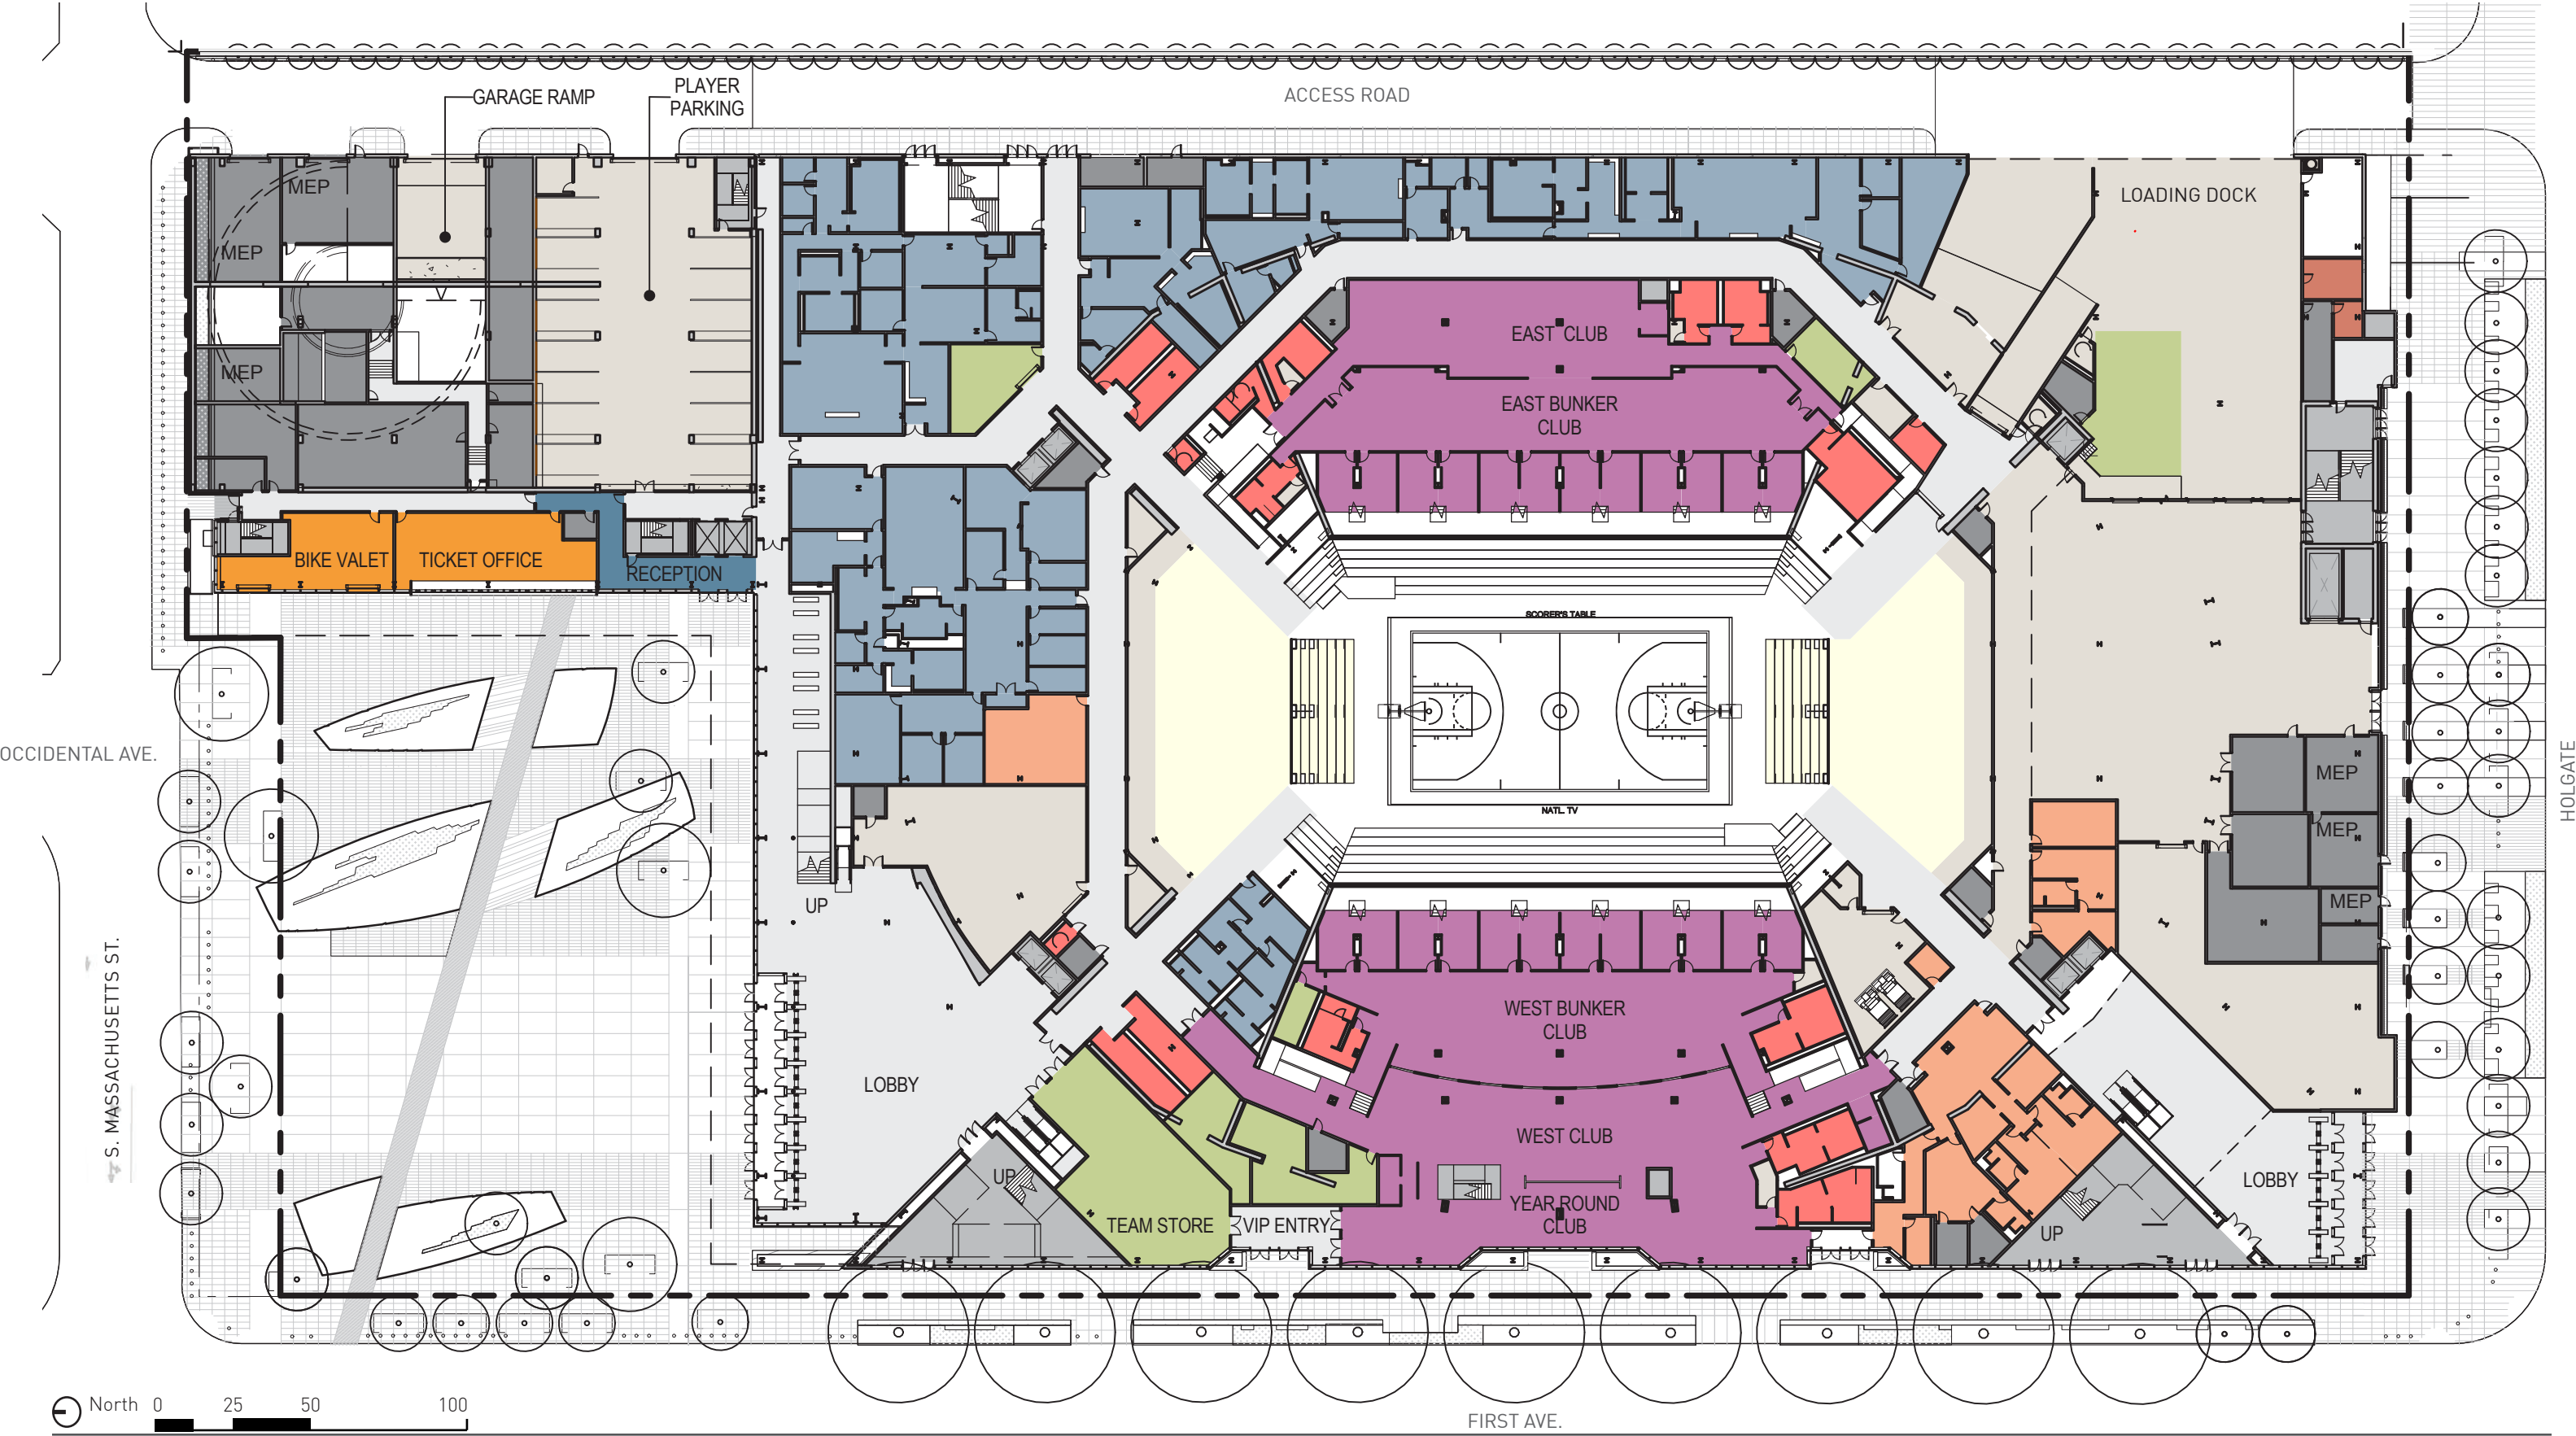 GARAGE RAMP
PLAYER
PARKING
ACCESS ROAD
MEP
MEP
MEP
LOADING DOCK
EAST CLUB
EAST BUNKER
CLUB
BIKE VALET
TICKET OFFICE
RECEPTION
SCORER'S TABLE
NATL. TV
OCCIDENTAL AVE.
S. MASSACHUSETTS ST.
HOLGATE
MEP
MEP
MEP
UP
LOBBY
WEST BUNKER
CLUB
WEST CLUB
UP
TEAM STORE
VIP ENTRY
YEAR ROUND
CLUB
UP
LOBBY
North
0
25
50
100
FIRST AVE.